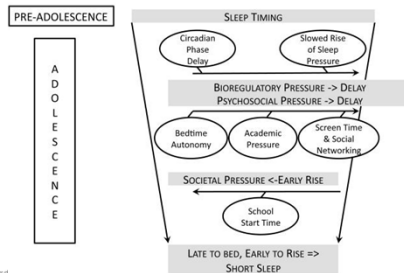 PRE-ADOLESCENCE
SLEEP TIMING
Circadian
Phase
Delay
Slowed Rise
of Sleep
Pressure
BIOREGULATORY PRESSURE -> DELAY
PSYCHOSOCIAL PRESSURE -> DELAY
Bedtime
Autonomy
Academic
Pressure
Screen Time
& Social
Networking
SOCIETAL PRESSURE <-EARLY RISE
School
Start Time
LATE TO BED, EARLY TO RISE =>
SHORT SLEEP
A
D
O
L
E
S
C
E
N
C
E